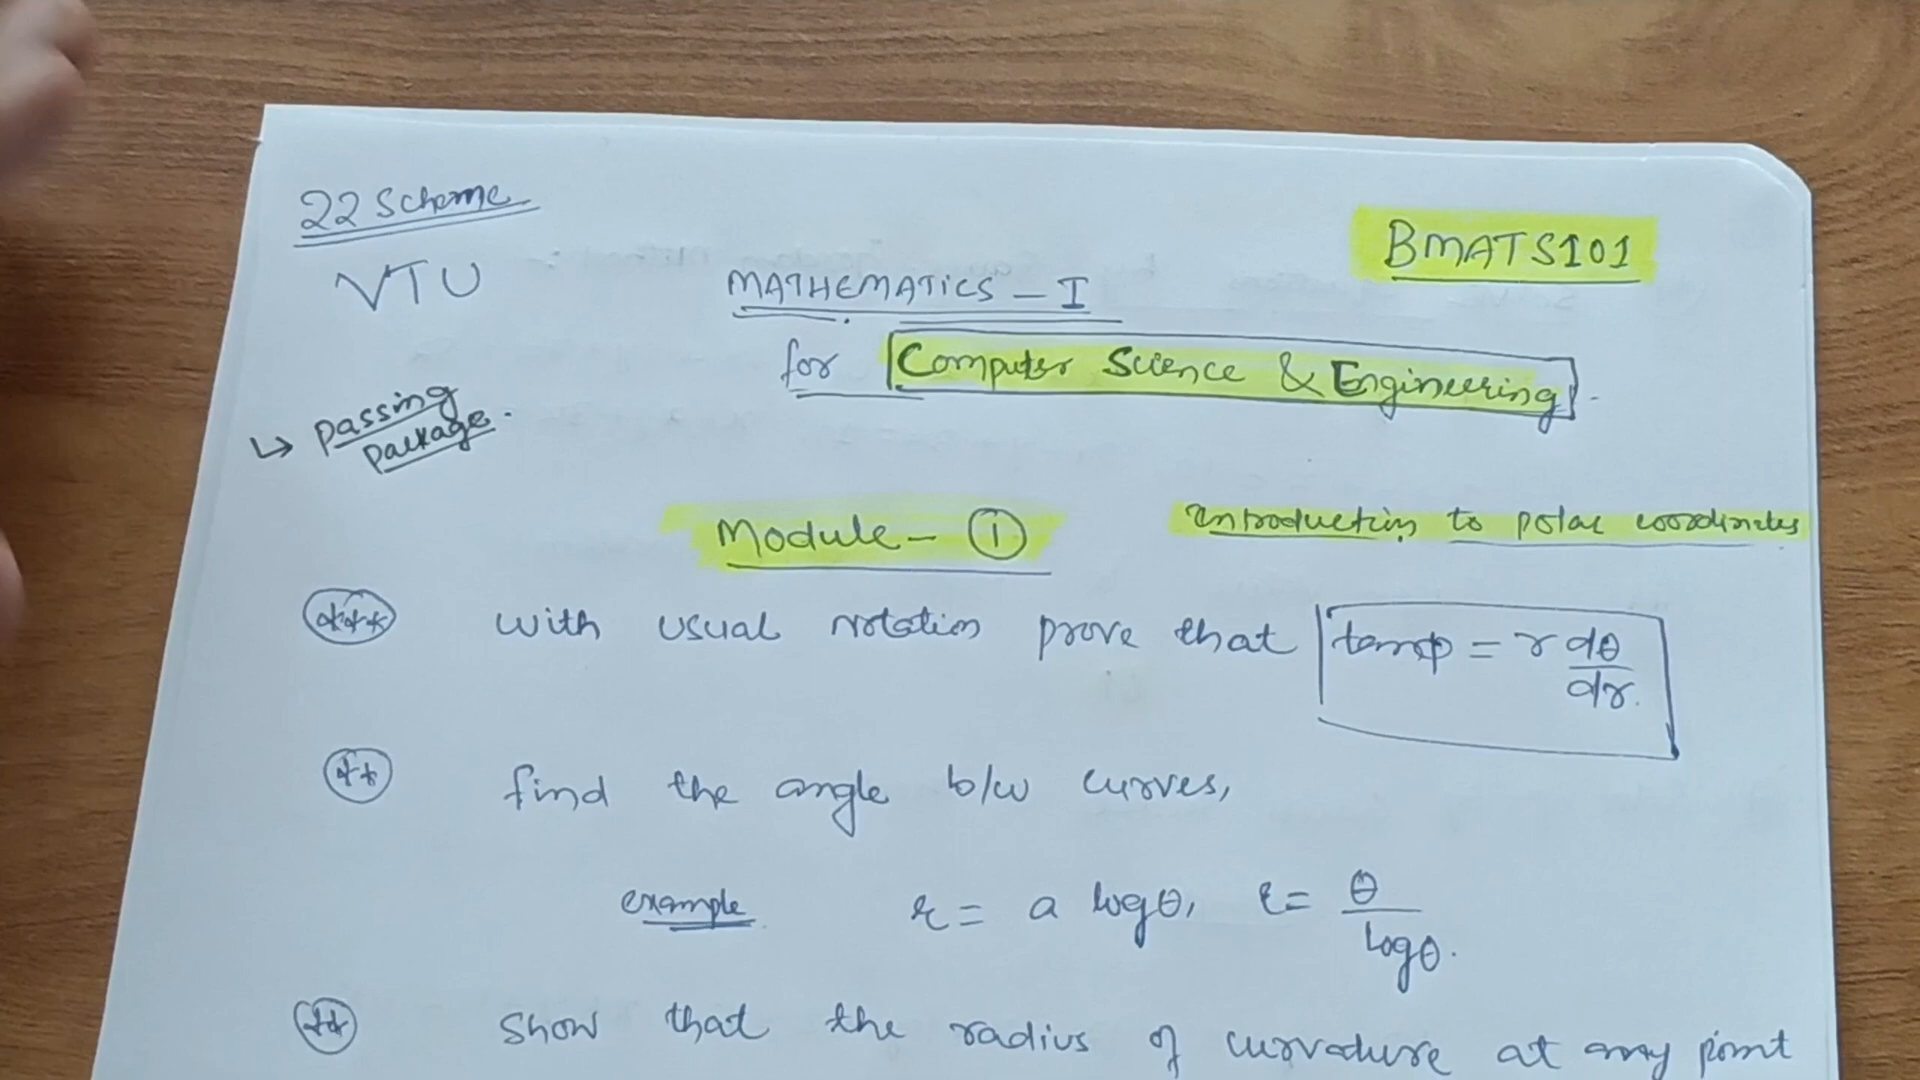 22 Scheme
VTU
BMATS101
MATHEMATICS - I
for Computer Science & Engineering.
↳ passing
package.
Module - ①
Introduction to polar coordinates
*** with usual notation prove that tanφ = r dθ/dr.
** find the angle b/w curves,
example r = a logθ, r = θ/logθ.
** Show that the radius of curvature at any point